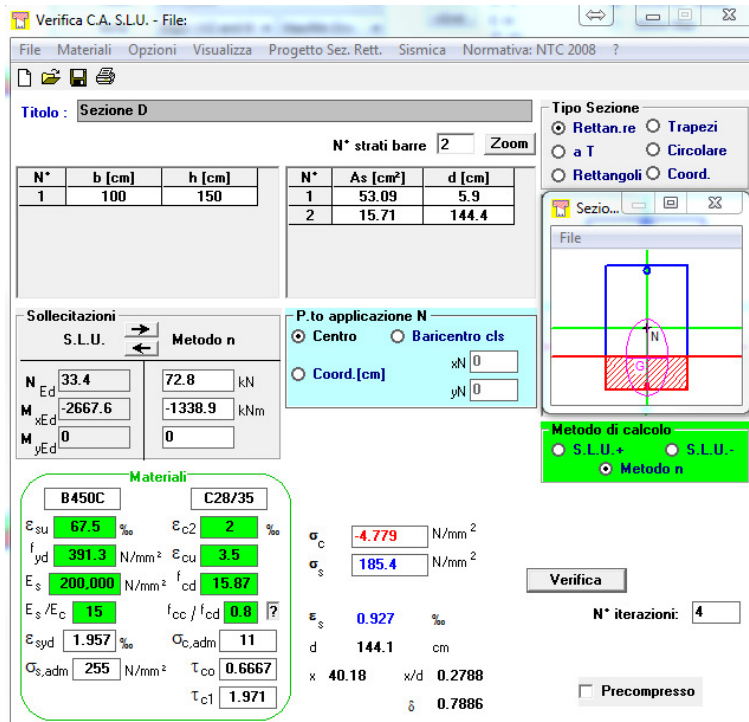 Verifica C.A. S.L.U. - File:
File Materiali Opzioni Visualizza Progetto Sez. Rett. Sismica Normativa: NTC 2008 ?
Titolo : Sezione D
N° strati barre 2 Zoom
N° b [cm] h [cm]
1 100 150
N° As [cm²] d [cm]
1 53.09 5.9
2 15.71 144.4
Tipo Sezione
Rettan.re Trapezi
a T Circolare
Rettangoli Coord.
Sezio...
File
N
G
Sollecitazioni
S.L.U. Metodo n
N Ed 33.4 72.8 kN
M xEd -2667.6 -1338.9 kNm
M yEd 0 0
P.to applicazione N
Centro Baricentro cls
Coord.[cm]
xN 0
yN 0
Metodo di calcolo
S.L.U.+ S.L.U.-
Metodo n
Materiali
B450C C28/35
εsu 67.5 ‰ εc2 2 ‰
fyd 391.3 N/mm² εcu 3.5
Es 200,000 N/mm² fcd 15.87
Es/Ec 15 fcc / fcd 0.8 ?
εsyd 1.957 ‰ σc,adm 11
σs,adm 255 N/mm² τco 0.6667
τc1 1.971
σc -4.779 N/mm²
σs 185.4 N/mm²
εs 0.927 ‰
d 144.1 cm
x 40.18 x/d 0.2788
δ 0.7886
Verifica
N° iterazioni: 4
Precompresso